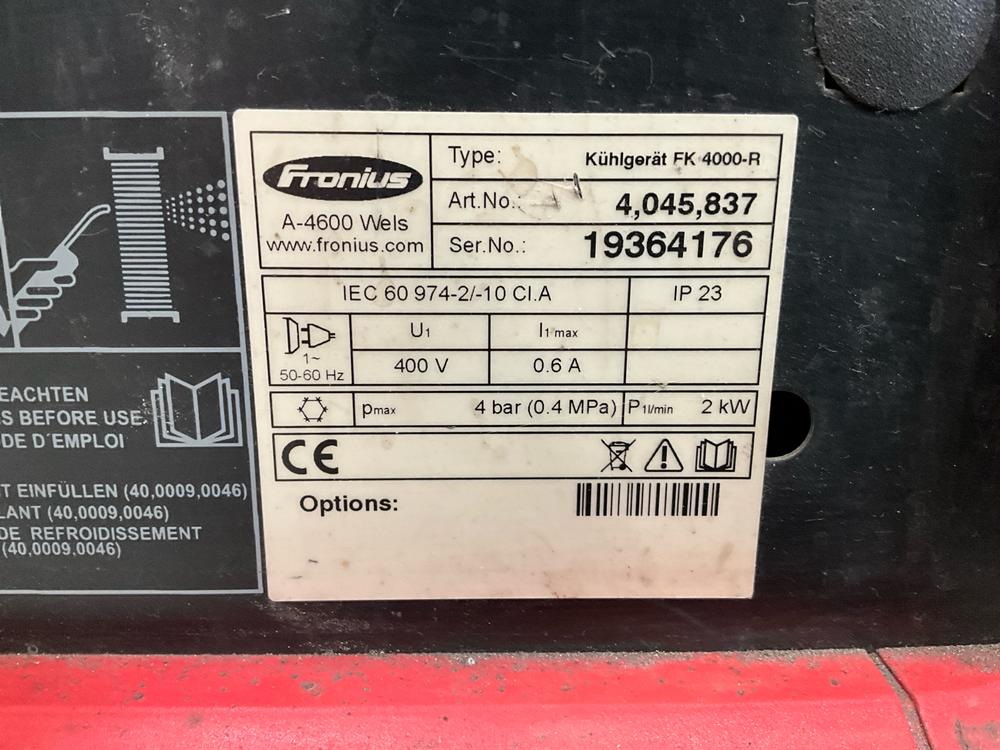 Fronius
A-4600 Wels
www.fronius.com
Type: Kühlgerät FK 4000-R
Art.No.: 4,045,837
Ser.No.: 19364176
IEC 60 974-2/-10 Cl.A IP 23
1~
50-60 Hz
U1 I1 max
400 V 0.6 A
pmax 4 bar (0.4 MPa) P1l/min 2 kW
CE
Options:
EACHTEN
S BEFORE USE
DE D´EMPLOI
T EINFÜLLEN (40,0009,0046)
LANT (40,0009,0046)
DE REFROIDISSEMENT
(40,0009,0046)